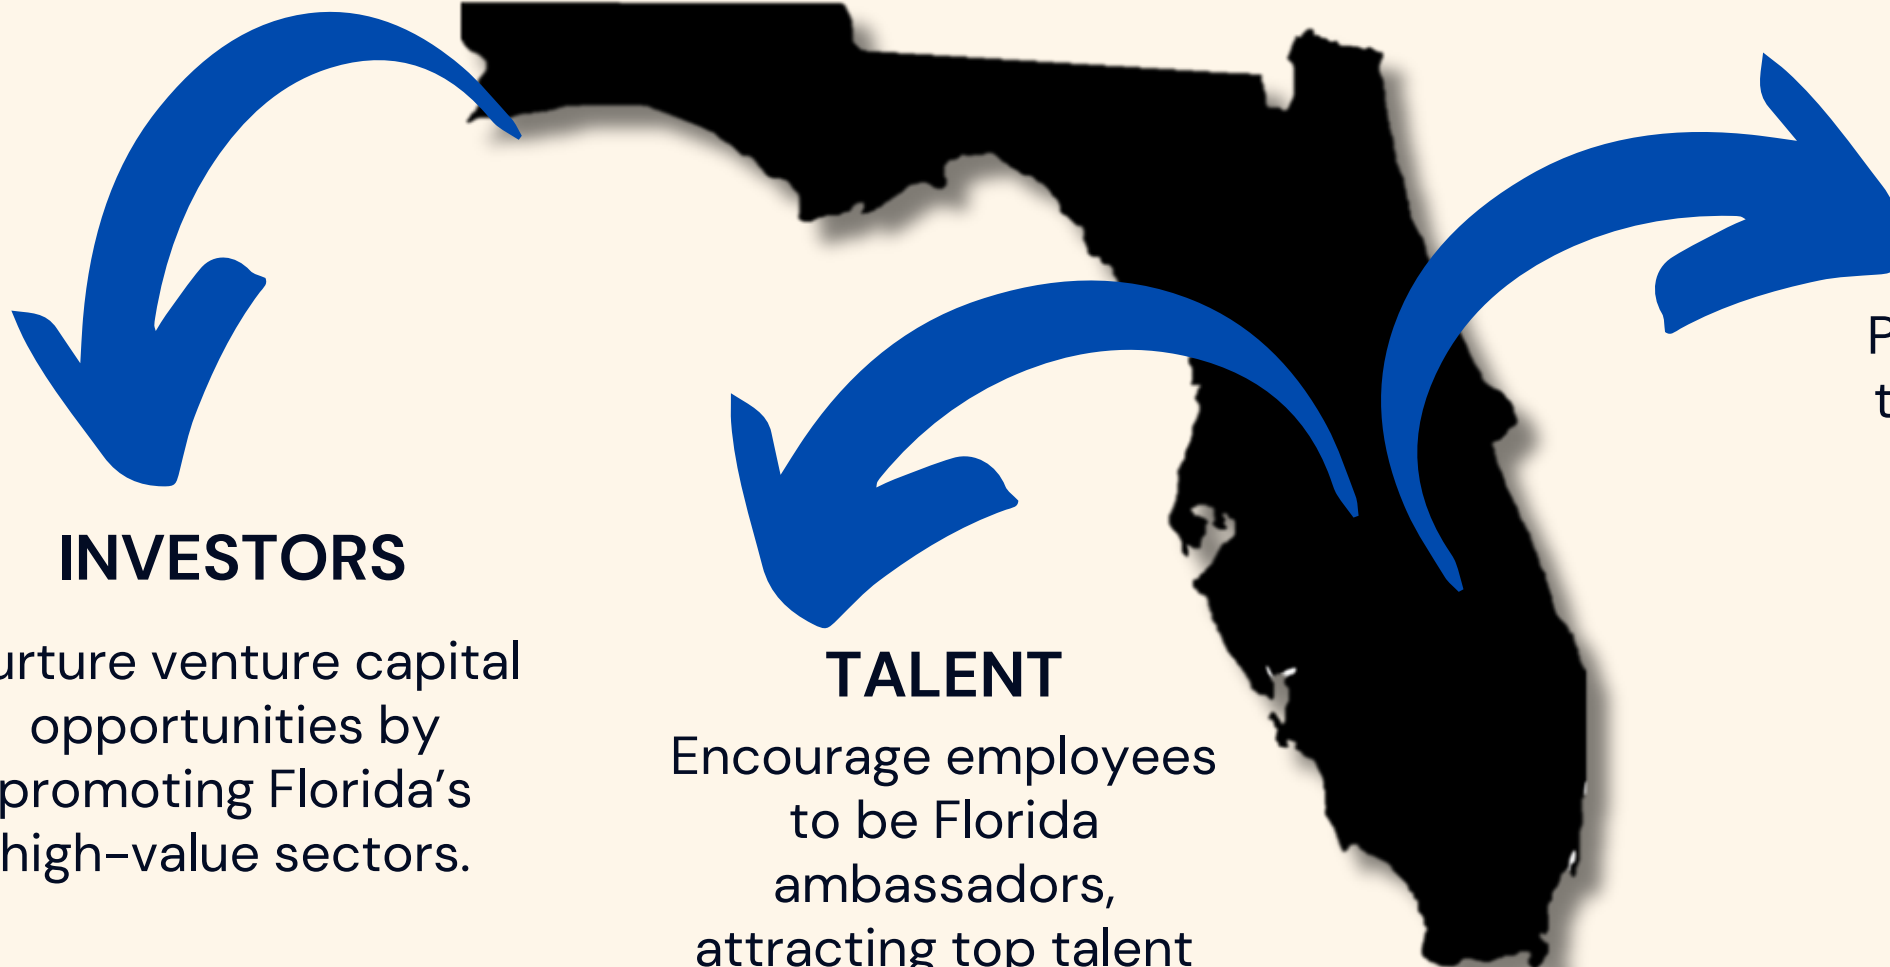 INVESTORS
urture venture capital
opportunities by
promoting Florida’s
high-value sectors.
TALENT
Encourage employees
to be Florida
ambassadors,
attracting top talent
P
t